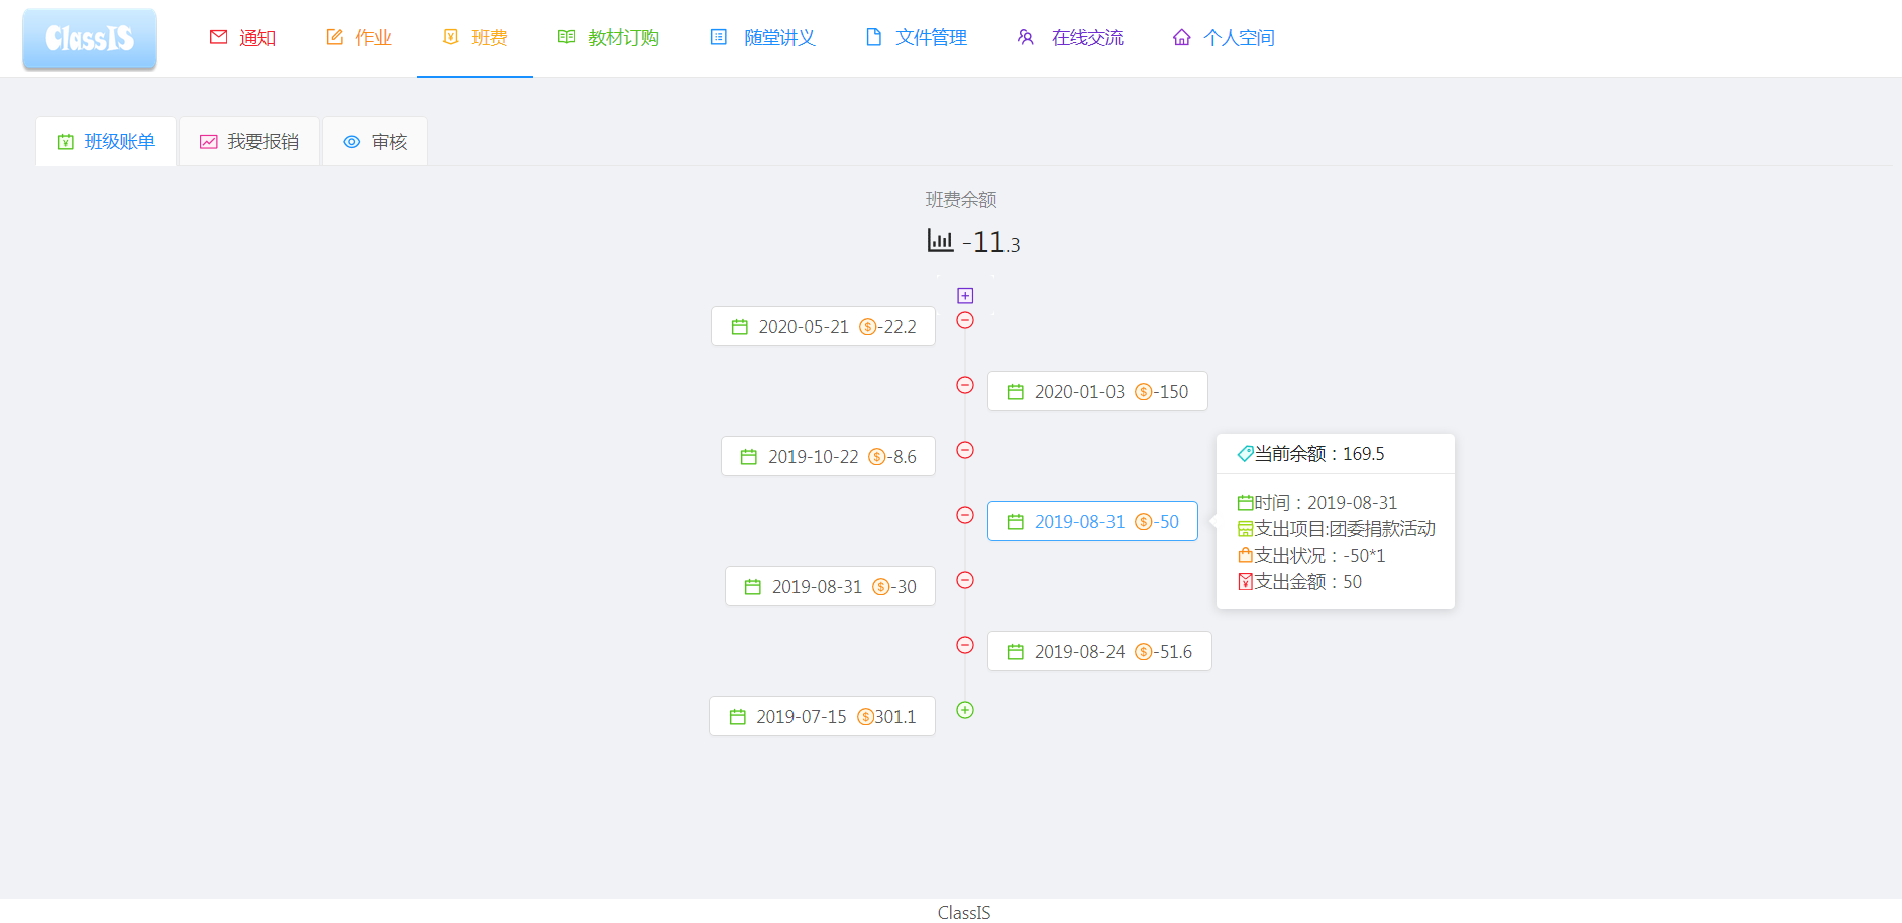 ClassIS
通知 作业 班费 教材订购 随堂讲义 文件管理 在线交流 个人空间
班级账单 我要报销 审核
班费余额
-11.3
2020-05-21 -22.2
2020-01-03 -150
2019-10-22 -8.6
2019-08-31 -50
当前余额：169.5
时间：2019-08-31
支出项目:团委捐款活动
支出状况：-50*1
支出金额：50
2019-08-31 -30
2019-08-24 -51.6
2019-07-15 301.1
ClassIS